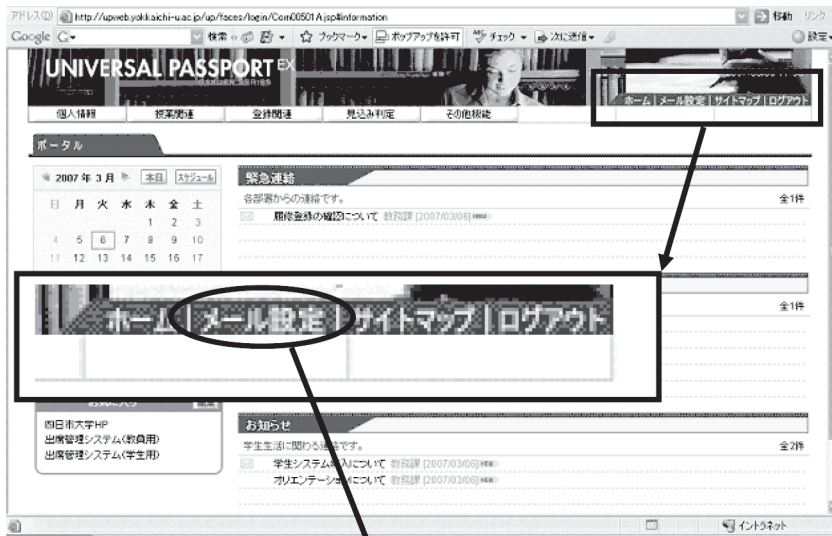 アドレス(D) http://upweb.yokkaichi-u.ac.jp/up/faces/login/Com00501A.jsp#information 移動 リンク
Google G 検索 ブックマーク ポップアップを許可 チェック 次に送信 設定
UNIVERSAL PASSPORT EX
ホーム | メール設定 | サイトマップ | ログアウト
個人情報 授業関連 登録関連 見込み判定 その他機能
ポータル
2007 年 3 月 本日 スケジュール
日 月 火 水 木 金 土
1 2 3
4 5 6 7 8 9 10
11 12 13 14 15 16 17
緊急連絡
各部署からの連絡です。 全1件
履修登録の確認について 教務課 [2007/03/06] NEW
全1件
ホーム | メール設定 | サイトマップ | ログアウト
お気に入り 編集
四日市大学HP
出席管理システム(教員用)
出席管理システム(学生用)
お知らせ
学生生活に関わる連絡です。 全2件
学生システム導入について 教務課 [2007/03/06] NEW
オリエンテーションについて 教務課 [2007/03/06] NEW
イントラネット